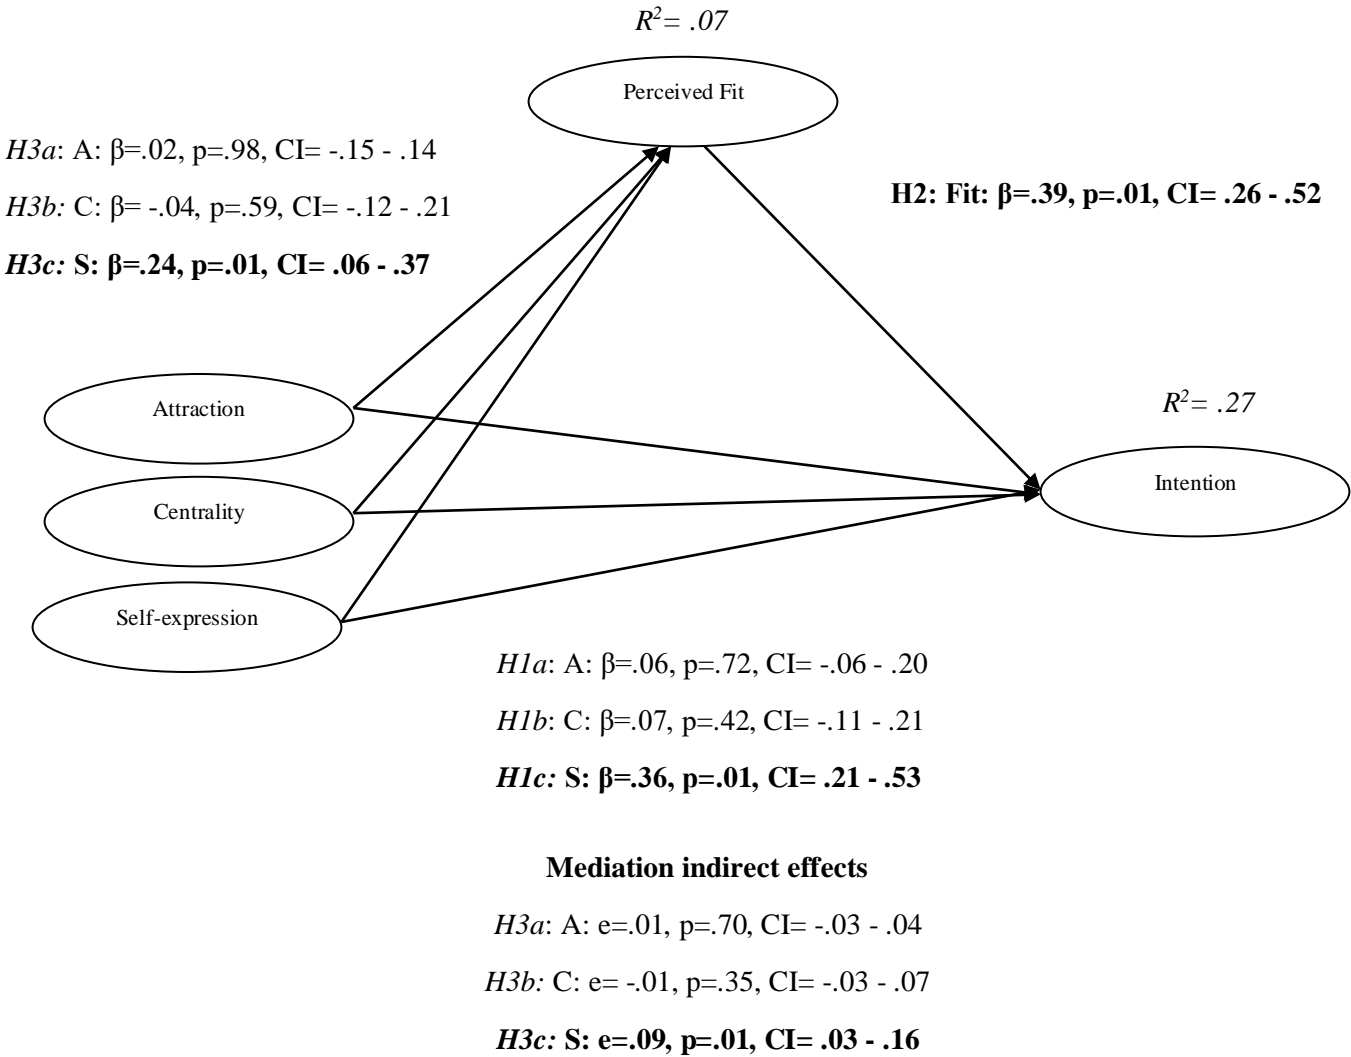 R²= .07
Perceived Fit
H3a: A: β=.02, p=.98, CI= -.15 - .14
H3b: C: β= -.04, p=.59, CI= -.12 - .21
H3c: S: β=.24, p=.01, CI= .06 - .37
H2: Fit: β=.39, p=.01, CI= .26 - .52
Attraction
R²= .27
Centrality
Intention
Self-expression
H1a: A: β=.06, p=.72, CI= -.06 - .20
H1b: C: β=.07, p=.42, CI= -.11 - .21
H1c: S: β=.36, p=.01, CI= .21 - .53
Mediation indirect effects
H3a: A: e=.01, p=.70, CI= -.03 - .04
H3b: C: e= -.01, p=.35, CI= -.03 - .07
H3c: S: e=.09, p=.01, CI= .03 - .16